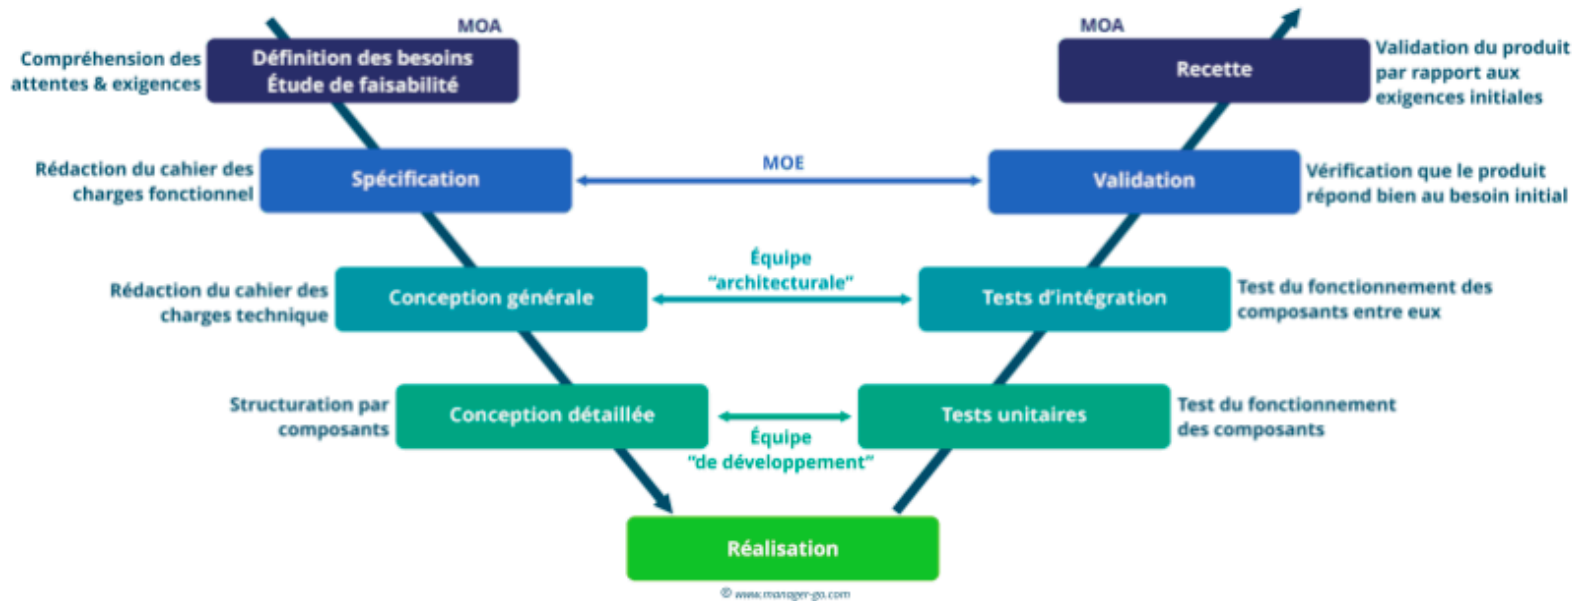 MOA
MOA
Compréhension des
attentes & exigences
Définition des besoins
Étude de faisabilité
Recette
Validation du produit
par rapport aux
exigences initiales
Rédaction du cahier des
charges fonctionnel
Spécification
MOE
Validation
Vérification que le produit
répond bien au besoin initial
Rédaction du cahier des
charges technique
Conception générale
Équipe
“architecturale”
Tests d’intégration
Test du fonctionnement des
composants entre eux
Structuration par
composants
Conception détaillée
Équipe
“de développement”
Tests unitaires
Test du fonctionnement
des composants
Réalisation
© www.manager-go.com